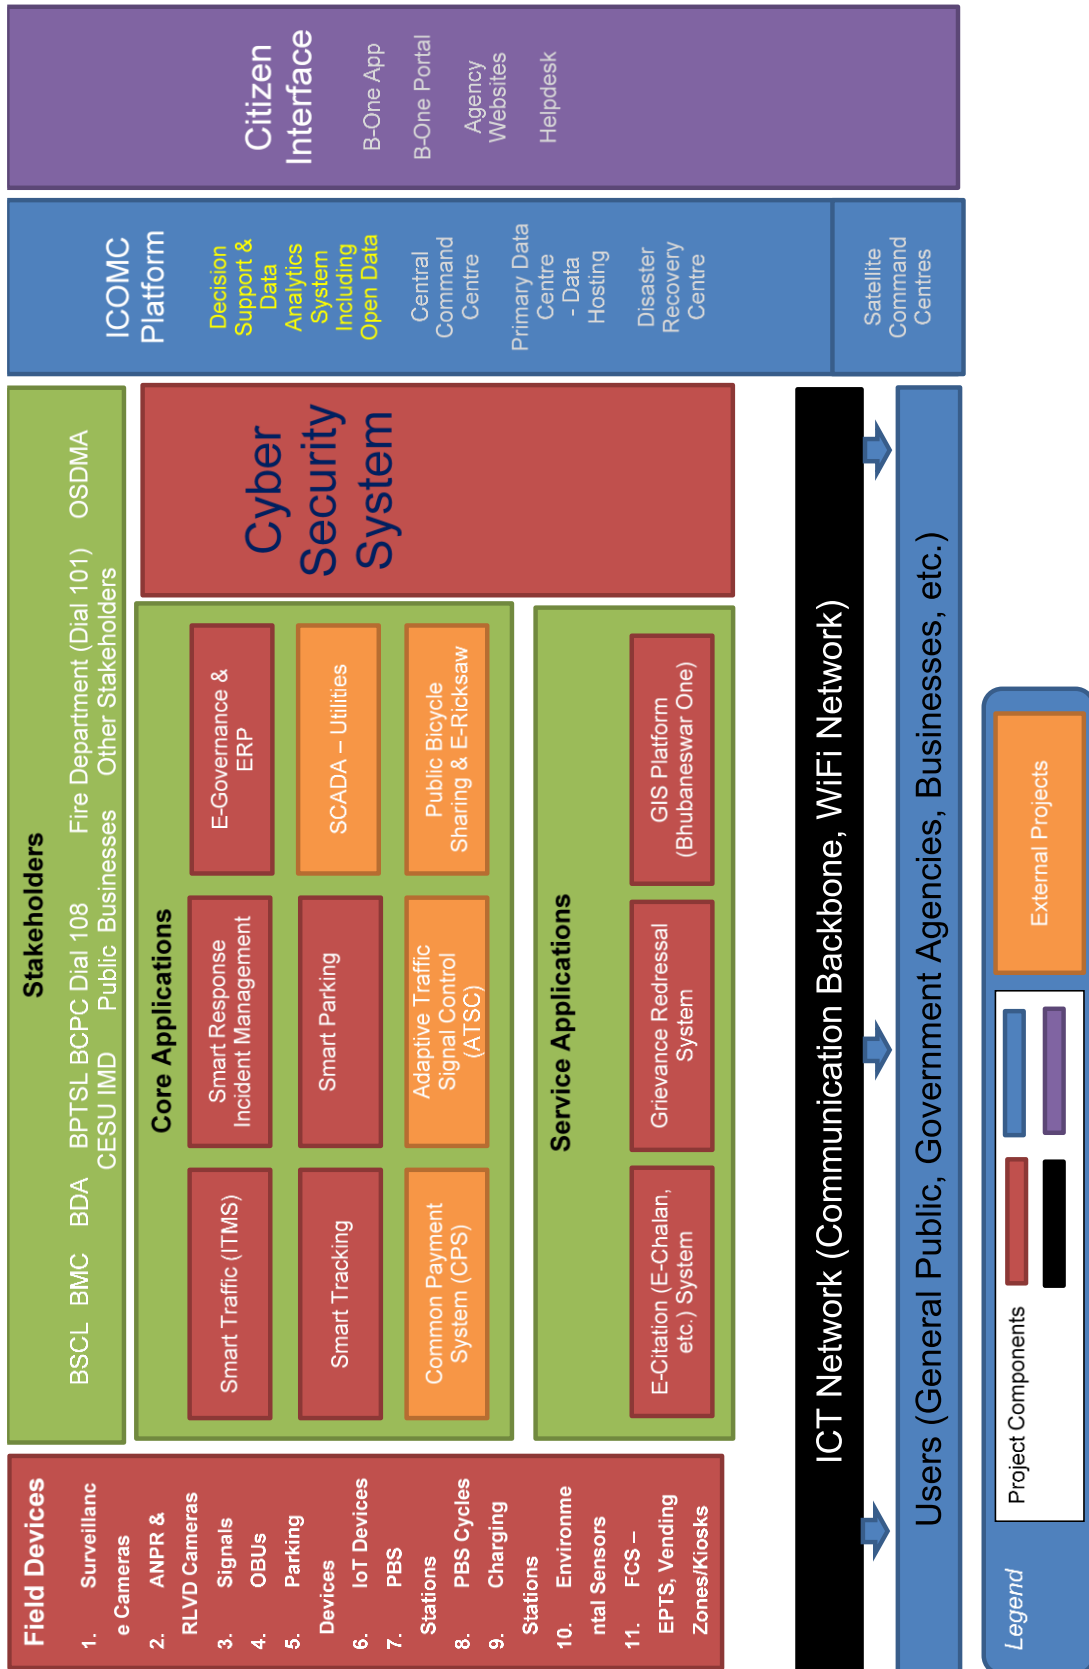 Field Devices
1. Surveillanc
e Cameras
2. ANPR &
RLVD Cameras
3. Signals
4. OBUs
5. Parking
Devices
6. IoT Devices
7. PBS
Stations
8. PBS Cycles
9. Charging
Stations
10. Environme
ntal Sensors
11. FCS –
EPTS, Vending
Zones/Kiosks
Stakeholders
BSCL BMC BDA BPTSL BCPC Dial 108 Fire Department (Dial 101) OSDMA
CESU IMD Public Businesses Other Stakeholders
Core Applications
Smart Traffic (ITMS)
Smart Response
Incident Management
E-Governance &
ERP
Smart Tracking
Smart Parking
SCADA – Utilities
Common Payment
System (CPS)
Adaptive Traffic
Signal Control
(ATSC)
Public Bicycle
Sharing & E-Ricksaw
Service Applications
E-Citation (E-Chalan,
etc.) System
Grievance Redressal
System
GIS Platform
(Bhubaneswar One)
Cyber
Security
System
ICOMC
Platform
Decision
Support &
Data
Analytics
System
Including
Open Data
Central
Command
Centre
Primary Data
Centre
- Data
Hosting
Disaster
Recovery
Centre
Satellite
Command
Centres
Citizen
Interface
B-One App
B-One Portal
Agency
Websites
Helpdesk
ICT Network (Communication Backbone, WiFi Network)
Users (General Public, Government Agencies, Businesses, etc.)
Legend
Project Components
External Projects